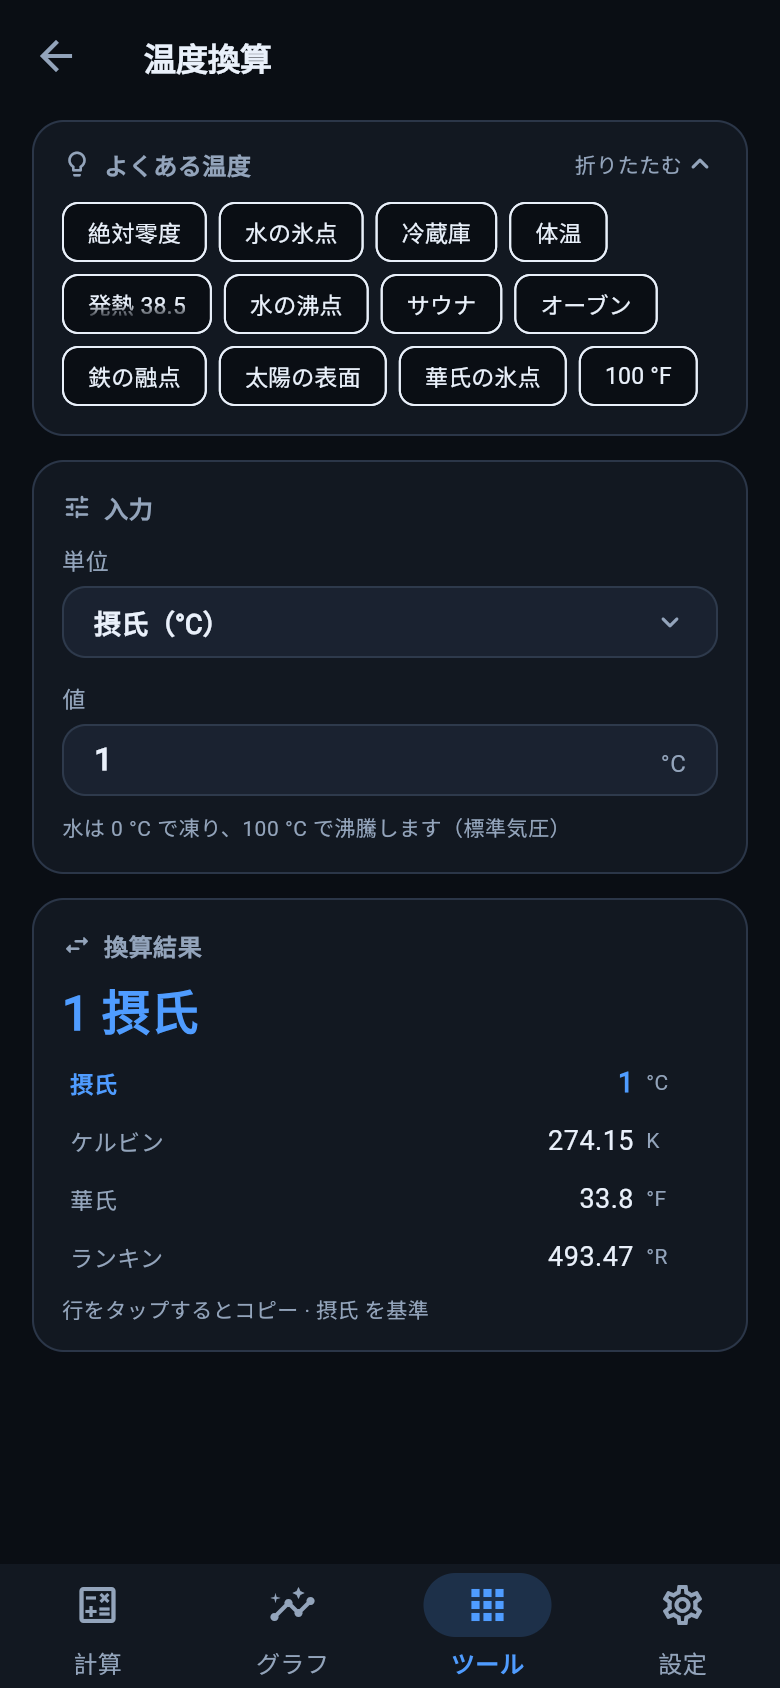 温度換算
よくある温度
折りたたむ
絶対零度 水の氷点 冷蔵庫 体温
発熱 38.5 水の沸点 サウナ オーブン
鉄の融点 太陽の表面 華氏の氷点 100 °F
入力
単位
摂氏（°C）
値
1 °C
水は 0 °C で凍り、100 °C で沸騰します（標準気圧）
換算結果
1 摂氏
摂氏 1 °C
ケルビン 274.15 K
華氏 33.8 °F
ランキン 493.47 °R
行をタップするとコピー · 摂氏 を基準
計算 グラフ ツール 設定